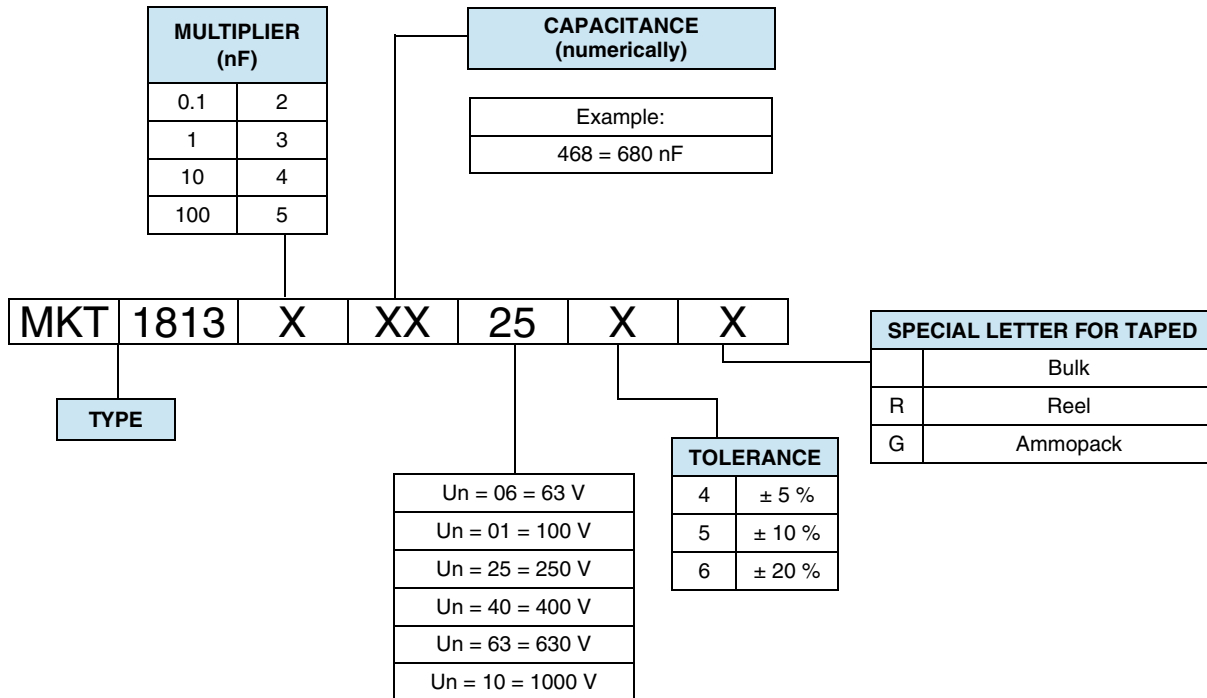 MULTIPLIER
(nF)
0.1 2
1 3
10 4
100 5
CAPACITANCE
(numerically)
Example:
468 = 680 nF
MKT 1813 X XX 25 X X
TYPE
Un = 06 = 63 V
Un = 01 = 100 V
Un = 25 = 250 V
Un = 40 = 400 V
Un = 63 = 630 V
Un = 10 = 1000 V
TOLERANCE
4 ± 5 %
5 ± 10 %
6 ± 20 %
SPECIAL LETTER FOR TAPED
Bulk
R Reel
G Ammopack